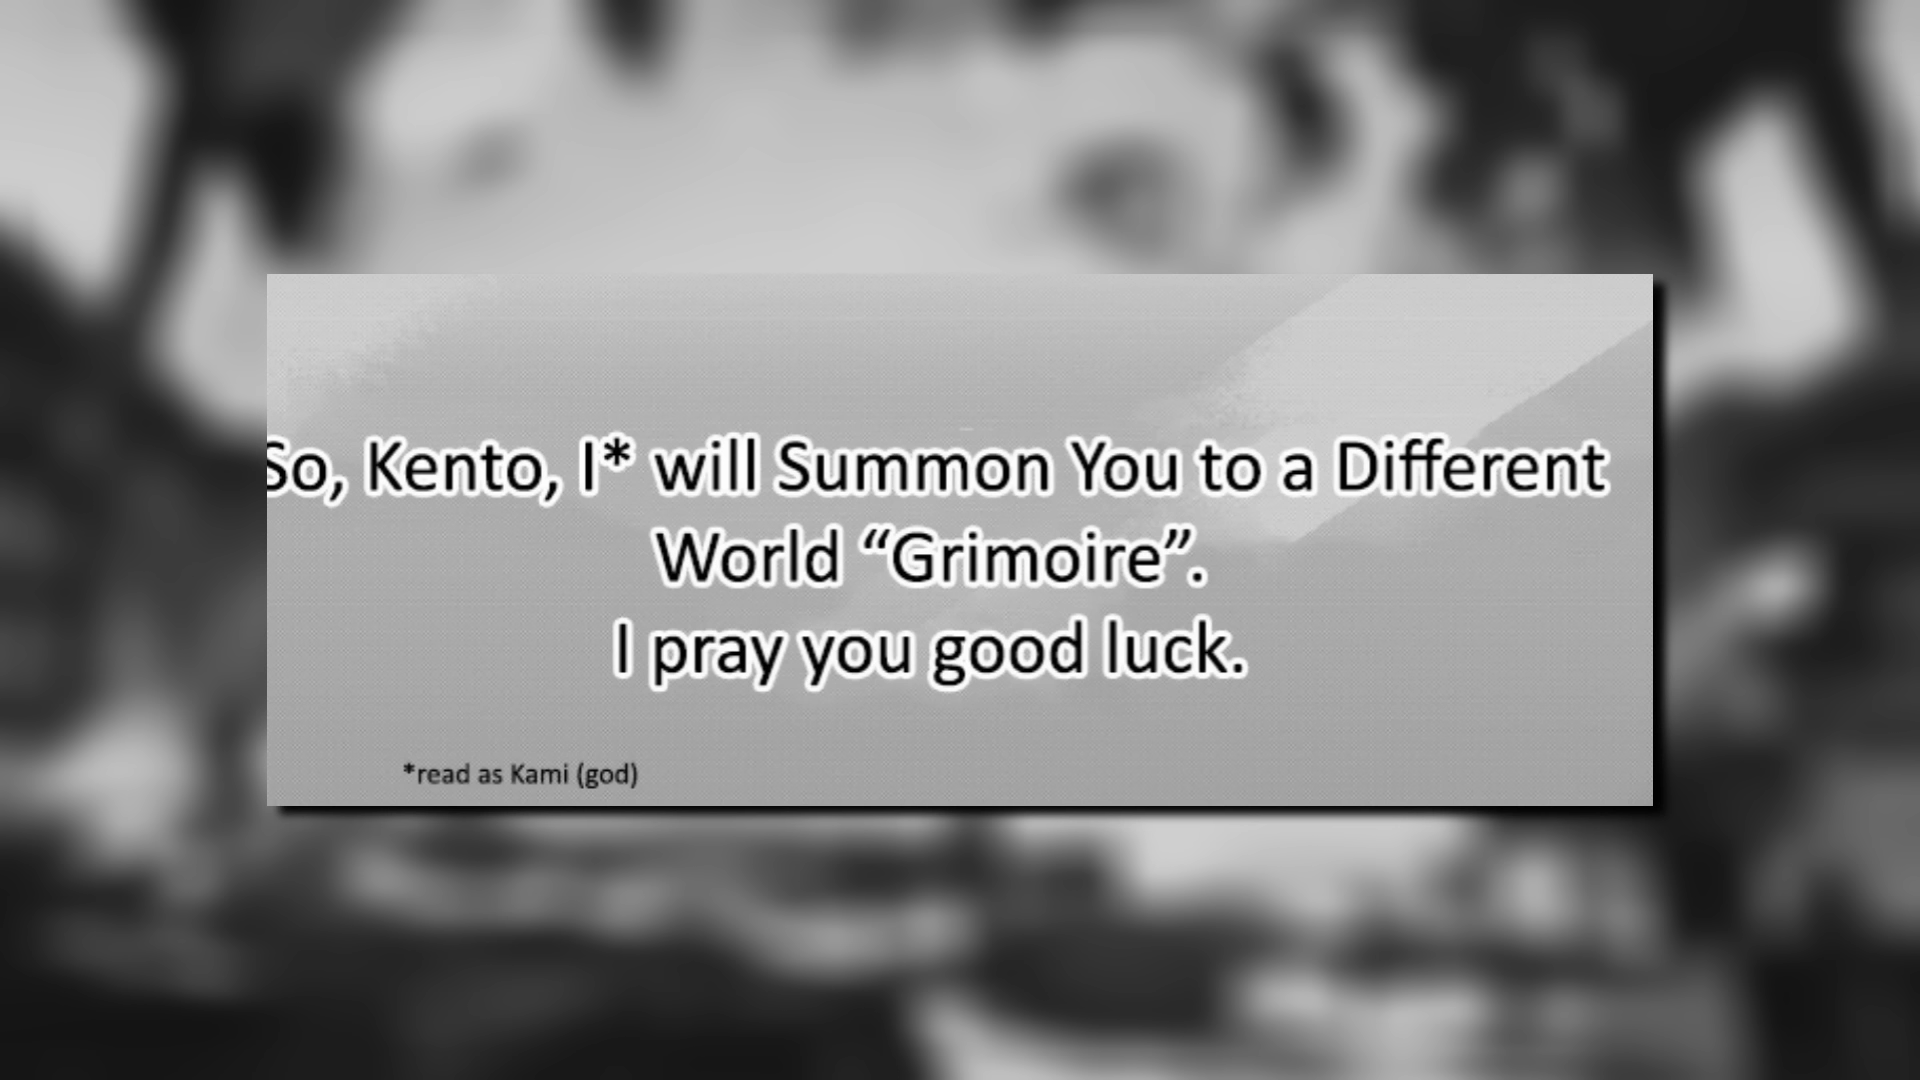 So, Kento, I* will Summon You to a Different
World “Grimoire”.
I pray you good luck.
*read as Kami (god)